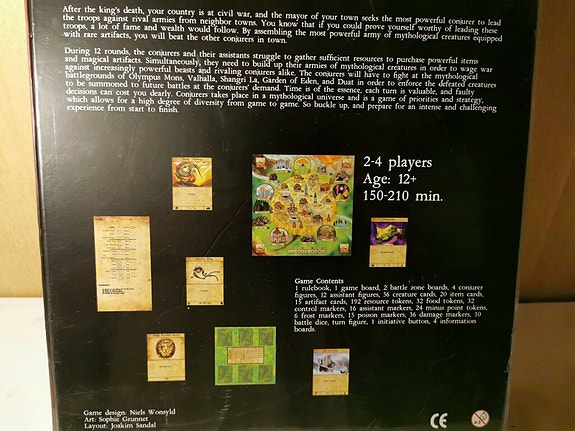 After the king's death, your country is at civil war, and the mayor of your town seeks the most powerful conjurer to lead
the troops against rival armies from neighbor towns. You know that if you could prove yourself worthy of leading these
troops, a lot of fame and wealth would follow. By assembling the most powerful army of mythological creatures equipped
with rare artifacts, you will beat the other conjurers in town.
During 12 rounds, the conjurers and their assistants struggle to gather sufficient resources to purchase powerful items
and magical artifacts. Simultaneously, they need to build up their armies of mythological creatures in order to wage war
against increasingly powerful beasts and rivaling conjurers alike. The conjurers will have to fight at the mythological
battlegrounds of Olympus Mons, Valhalla, Shangri La, Garden of Eden, and Dust in order to enforce the defeated creatures
to be summoned to future battles at the conjurers' demand. Time is of the essence, each turn is valuable, and faulty
decisions can cost you dearly. Conjurers takes place in a mythological universe and is a game of priorities and strategy,
which allows for a high degree of diversity from game to game. So buckle up, and prepare for an intense and challenging
experience from start to finish.
2-4 players
Age: 12+
150-210 min.
Game Contents
1 rulebook, 1 game board, 2 battle zone boards, 4 conjurer
figures, 12 assistant figures, 56 creature cards, 20 item cards,
15 artifact cards, 192 resource tokens, 32 food tokens, 32
control markers, 16 assistant markers, 24 minus point tokens,
6 frost markers, 15 poison markers, 36 damage markers, 10
battle dice, turn figure, 1 initiative button, 4 information
boards.
Game design: Niels Wonsyld
Art: Sophie Grunnet
Layout: Joakim Sandal
CE